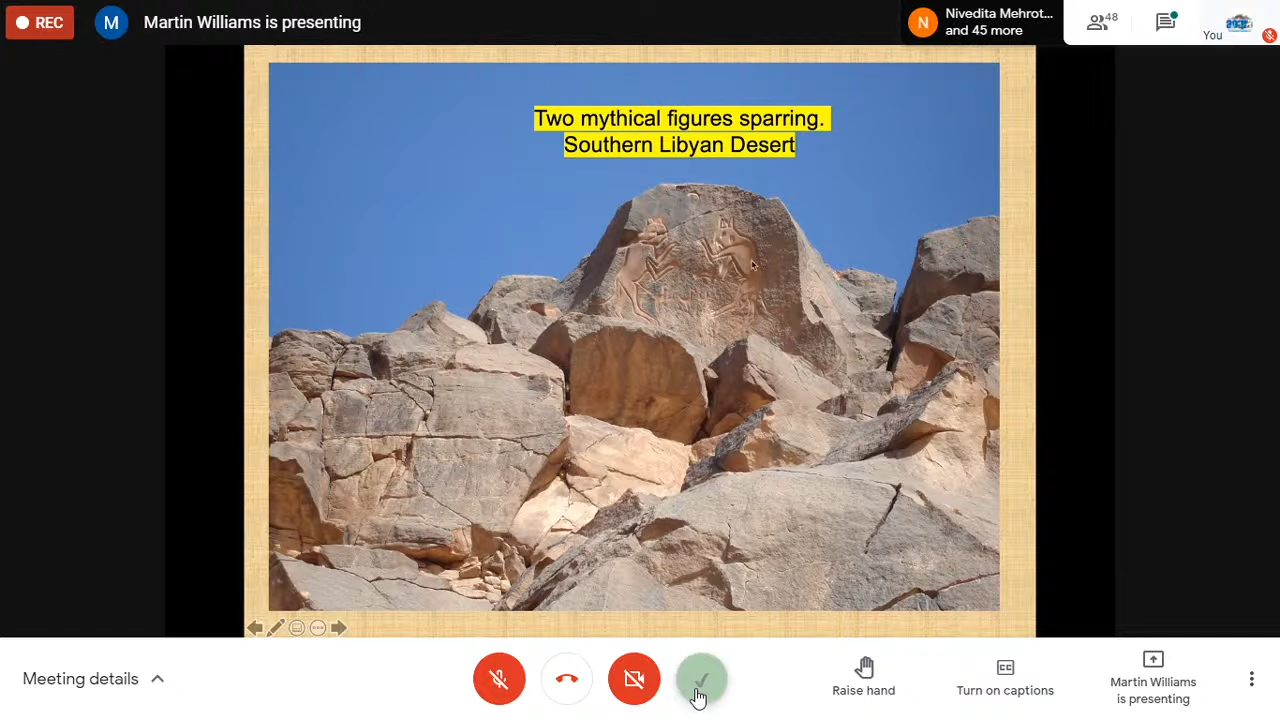 REC
M
Martin Williams is presenting
N
Nivedita Mehrot...
and 45 more
48
You
Two mythical figures sparring.
Southern Libyan Desert
Meeting details
Raise hand
CC
Turn on captions
Martin Williams
is presenting